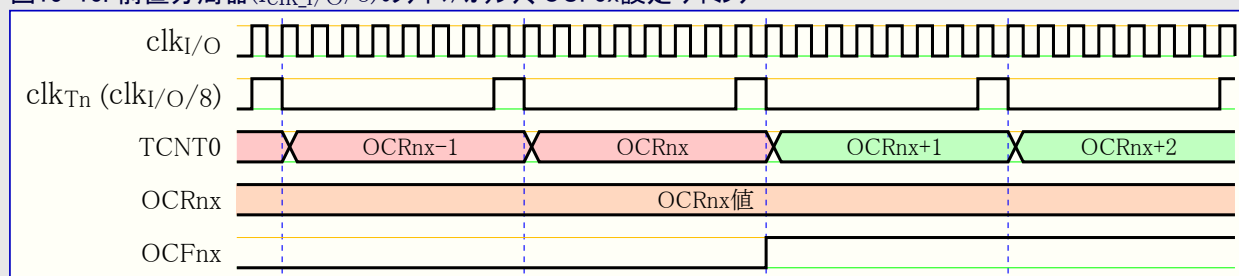 clkI/O
clkTn (clkI/O/8)
TCNT0 OCRnx-1 OCRnx OCRnx+1 OCRnx+2
OCRnx OCRnx値
OCFnx